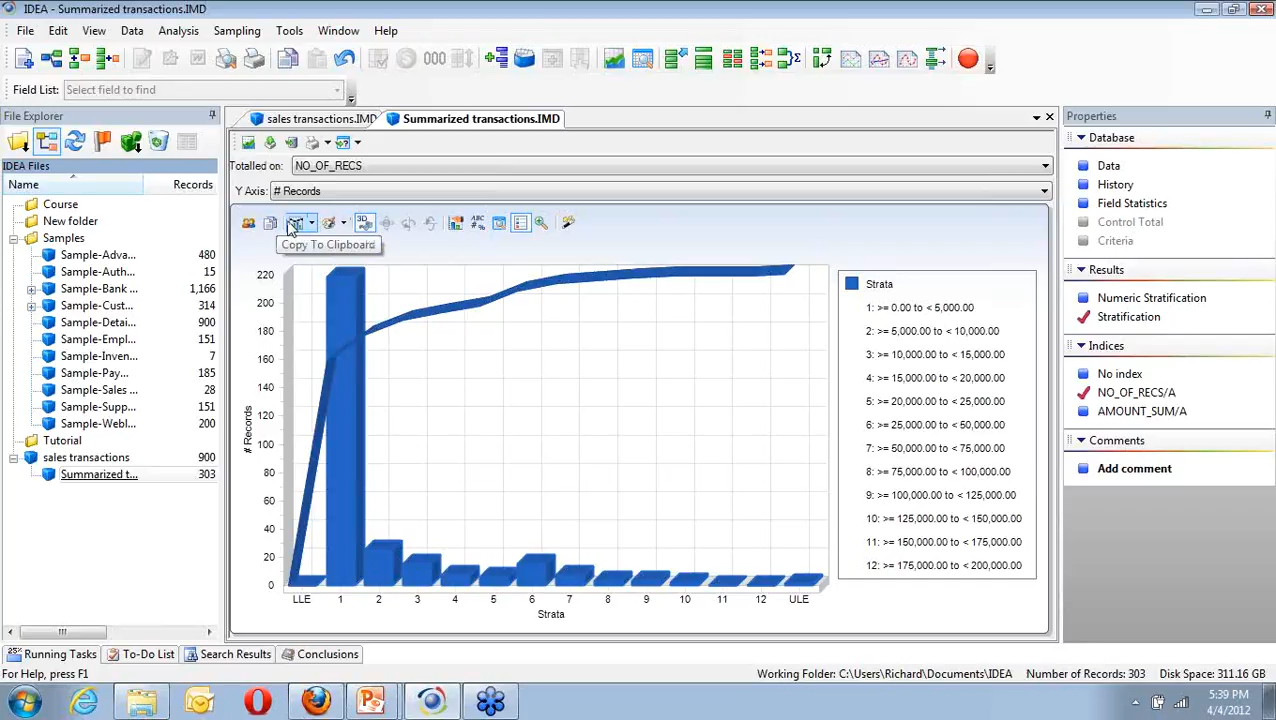 IDEA - Summarized transactions.IMD
File Edit View Data Analysis Sampling Tools Window Help
Field List: Select field to find
File Explorer
IDEA Files
Name Records
Course
New folder
Samples
Sample-Adva... 480
Sample-Auth... 15
Sample-Bank ... 1,166
Sample-Cust... 314
Sample-Detai... 900
Sample-Empl... 151
Sample-Inven... 7
Sample-Pay... 185
Sample-Sales ... 28
Sample-Supp... 151
Sample-Webl... 200
Tutorial
sales transactions 900
Summarized t... 303
sales transactions.IMD Summarized transactions.IMD
Totalled on: NO_OF_RECS
Y Axis: # Records
3D
ABC
Copy To Clipboard
220
200
180
160
140
120
100
80
60
40
20
0
# Records
LLE 1 2 3 4 5 6 7 8 9 10 11 12 ULE
Strata
Strata
1: >= 0.00 to < 5,000.00
2: >= 5,000.00 to < 10,000.00
3: >= 10,000.00 to < 15,000.00
4: >= 15,000.00 to < 20,000.00
5: >= 20,000.00 to < 25,000.00
6: >= 25,000.00 to < 50,000.00
7: >= 50,000.00 to < 75,000.00
8: >= 75,000.00 to < 100,000.00
9: >= 100,000.00 to < 125,000.00
10: >= 125,000.00 to < 150,000.00
11: >= 150,000.00 to < 175,000.00
12: >= 175,000.00 to < 200,000.00
Properties
Database
Data
History
Field Statistics
Control Total
Criteria
Results
Numeric Stratification
Stratification
Indices
No index
NO_OF_RECS/A
AMOUNT_SUM/A
Comments
Add comment
Running Tasks To-Do List Search Results Conclusions
For Help, press F1
Working Folder: C:\Users\Richard\Documents\IDEA Number of Records: 303 Disk Space: 311.16 GB
5:39 PM
4/4/2012